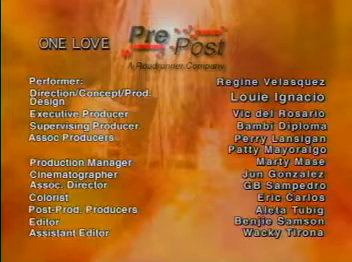 ONE LOVE
Pre Post
A Roadrunner Company
Performer: Regine Velasquez
Direction/Concept/Prod. Design Louie Ignacio
Executive Producer Vic del Rosario
Supervising Producer Bambi Diploma
Assoc Producers Perry Lansigan
Patty Mayoralgo
Production Manager Marty Mase
Cinematographer Jun Gonzalez
Assoc. Director GB Sampedro
Colorist Eric Carlos
Post-Prod. Producers Aleta Tubig
Editor Benjie Samson
Assistant Editor Wacky Tirona